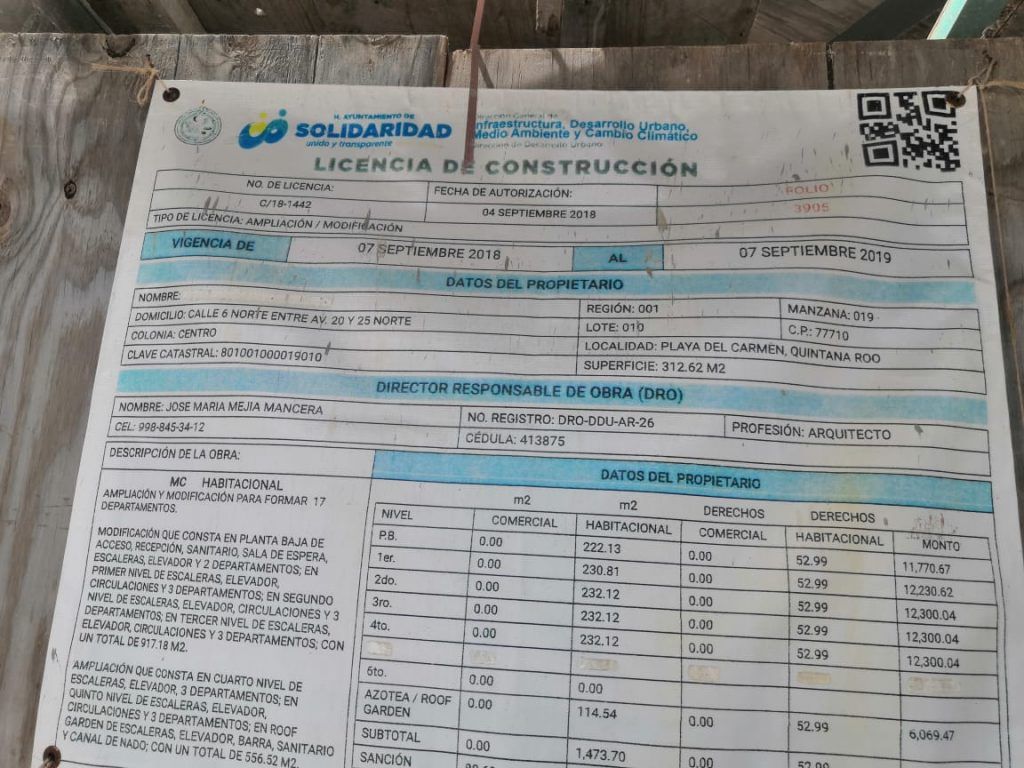 H. AYUNTAMIENTO DE
SOLIDARIDAD
unido y transparente
Infraestructura, Desarrollo Urbano,
Medio Ambiente y Cambio Climático
Dirección de Desarrollo Urbano
LICENCIA DE CONSTRUCCIÓN
NO. DE LICENCIA: FECHA DE AUTORIZACIÓN: FOLIO
C/18-1442 04 SEPTIEMBRE 2018 3905
TIPO DE LICENCIA: AMPLIACIÓN / MODIFICACIÓN
VIGENCIA DE 07 SEPTIEMBRE 2018 AL 07 SEPTIEMBRE 2019
DATOS DEL PROPIETARIO
NOMBRE: REGIÓN: 001 MANZANA: 019
DOMICILIO: CALLE 6 NORTE ENTRE AV. 20 Y 25 NORTE LOTE: 010 C.P.: 77710
COLONIA: CENTRO LOCALIDAD: PLAYA DEL CARMEN, QUINTANA ROO
CLAVE CATASTRAL: 801001000019010 SUPERFICIE: 312.62 M2
DIRECTOR RESPONSABLE DE OBRA (DRO)
NOMBRE: JOSE MARIA MEJIA MANCERA NO. REGISTRO: DRO-DDU-AR-26 PROFESIÓN: ARQUITECTO
CEL: 998-845-34-12 CÉDULA: 413875
DESCRIPCIÓN DE LA OBRA:
MC HABITACIONAL
AMPLIACIÓN Y MODIFICACIÓN PARA FORMAR 17
DEPARTAMENTOS.
MODIFICACIÓN QUE CONSTA EN PLANTA BAJA DE
ACCESO, RECEPCIÓN, SANITARIO, SALA DE ESPERA,
ESCALERAS, ELEVADOR Y 2 DEPARTAMENTOS; EN
PRIMER NIVEL DE ESCALERAS, ELEVADOR,
CIRCULACIONES Y 3 DEPARTAMENTOS; EN SEGUNDO
NIVEL DE ESCALERAS, ELEVADOR, CIRCULACIONES Y 3
DEPARTAMENTOS; EN TERCER NIVEL DE ESCALERAS,
ELEVADOR, CIRCULACIONES Y 3 DEPARTAMENTOS; CON
UN TOTAL DE 917.18 M2.
AMPLIACIÓN QUE CONSTA EN CUARTO NIVEL DE
ESCALERAS, ELEVADOR, 3 DEPARTAMENTOS; EN
QUINTO NIVEL DE ESCALERAS, ELEVADOR,
CIRCULACIONES Y 3 DEPARTAMENTOS; EN ROOF
GARDEN DE ESCALERAS, ELEVADOR, BARRA, SANITARIO
Y CANAL DE NADO; CON UN TOTAL DE 556.52 M2.
DATOS DEL PROPIETARIO
m2 m2 DERECHOS DERECHOS
NIVEL COMERCIAL HABITACIONAL COMERCIAL HABITACIONAL MONTO
P.B. 0.00 222.13 0.00 52.99 11,770.67
1er. 0.00 230.81 0.00 52.99 12,230.62
2do. 0.00 232.12 0.00 52.99 12,300.04
3ro. 0.00 232.12 0.00 52.99 12,300.04
4to. 0.00 232.12 0.00 52.99 12,300.04
6to. 0.00 0.00
AZOTEA / ROOF GARDEN 0.00 114.54 0.00 52.99 6,069.47
SUBTOTAL 0.00 1,473.70
SANCIÓN 0.00